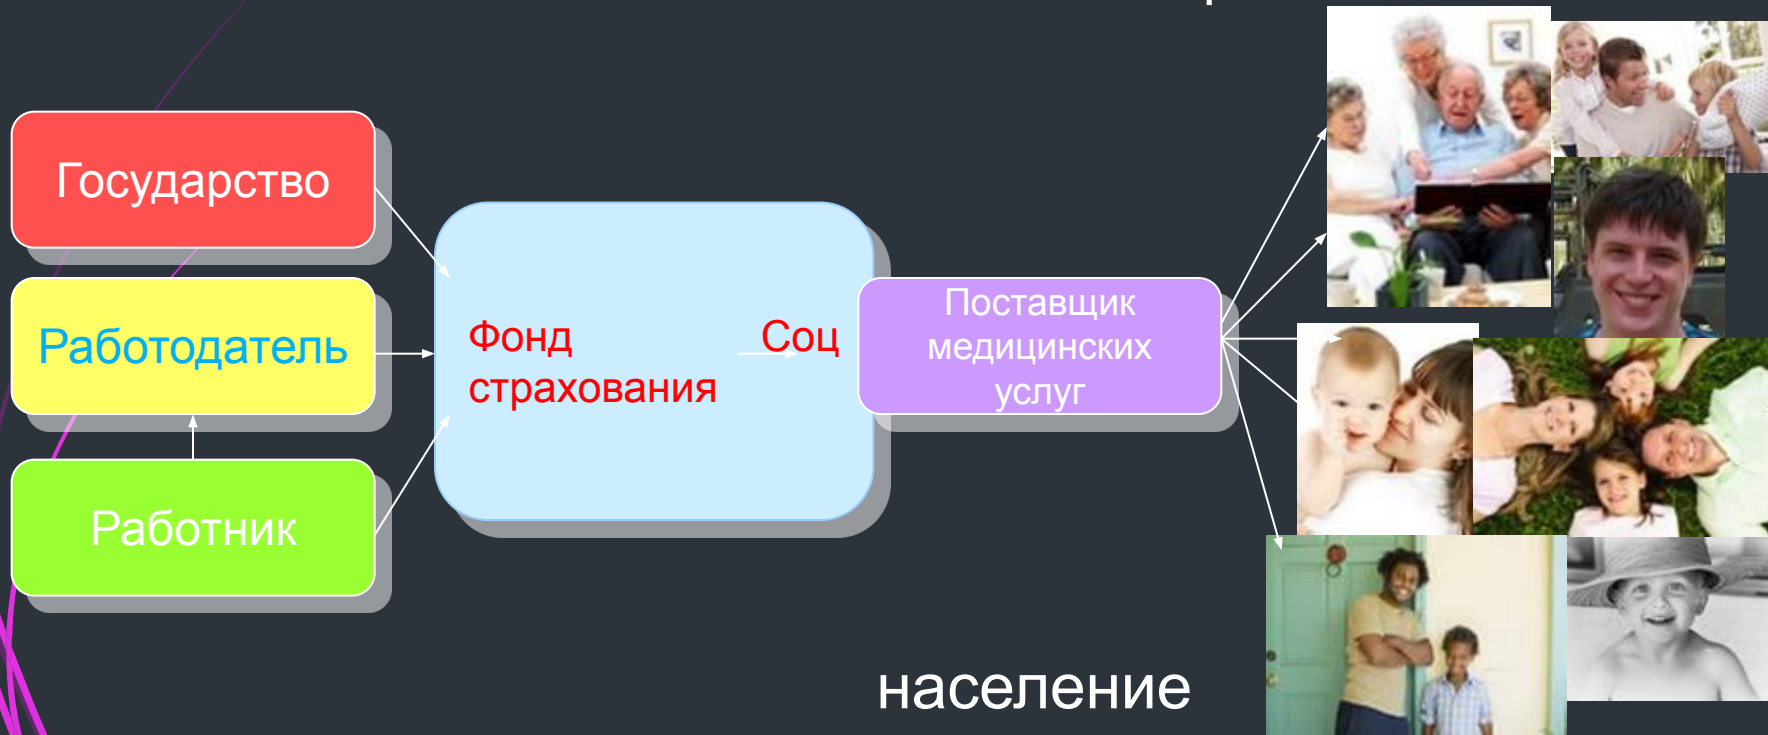 Государство
Работодатель
Работник
Фонд Соц
страхования
Поставщик
медицинских
услуг
население